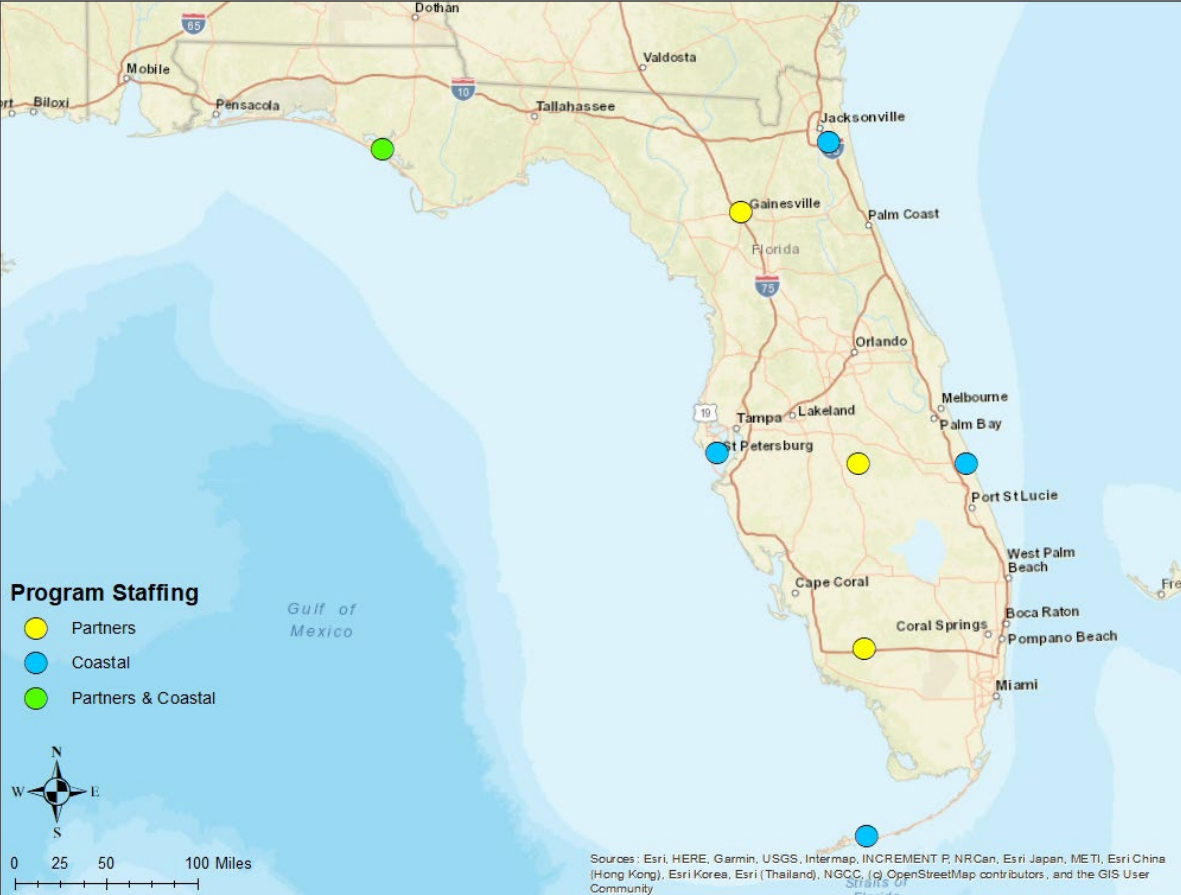 Dothan
65
Valdosta
Mobile
Biloxi
Pensacola
10
Tallahassee
Jacksonville
Gainesville
Palm Coast
Florida
75
Orlando
Melbourne
19
Tampa
Lakeland
Palm Bay
St Petersburg
Port St Lucie
West Palm
Beach
Cape Coral
Boca Raton
Coral Springs
Pompano Beach
Miami
Program Staffing
Partners
Coastal
Partners & Coastal
Gulf of
Mexico
N
W
E
S
0 25 50 100 Miles
Sources: Esri, HERE, Garmin, USGS, Intermap, INCREMENT P, NRCan, Esri Japan, METI, Esri China
(Hong Kong), Esri Korea, Esri (Thailand), NGCC, (c) OpenStreetMap contributors, and the GIS User
Community
Straits of